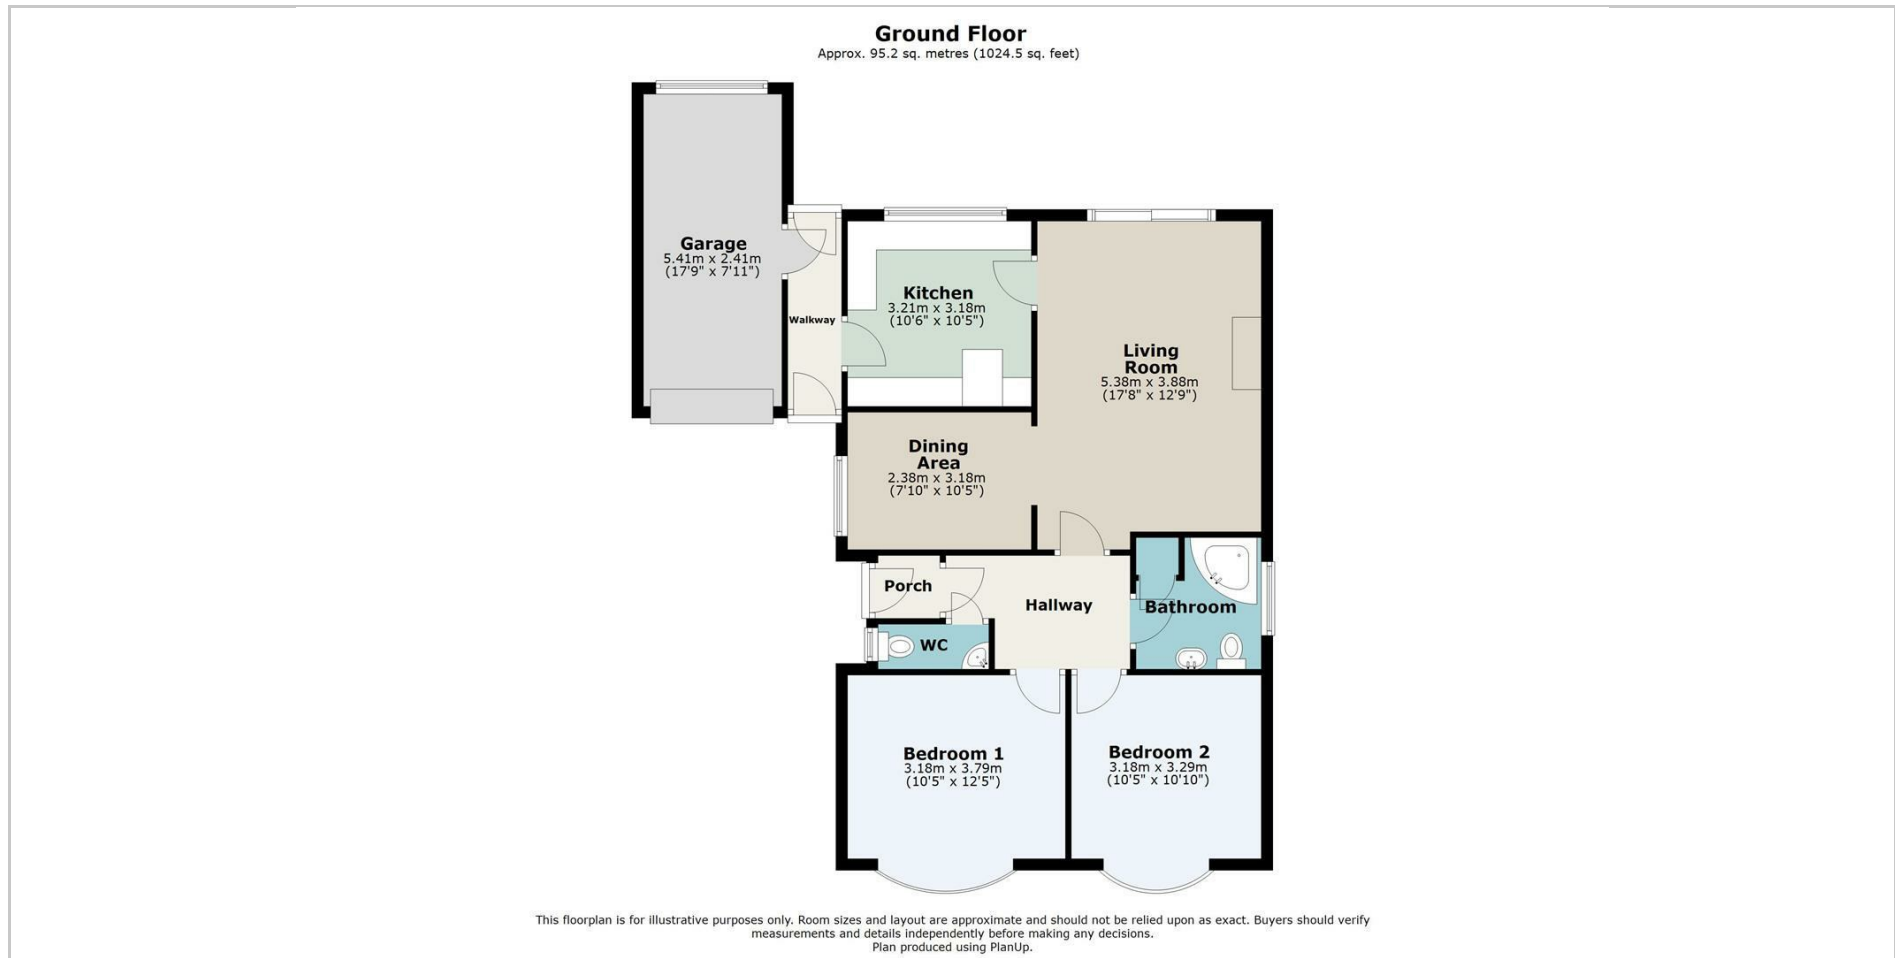 Ground Floor
Approx. 95.2 sq. metres (1024.5 sq. feet)
Garage
5.41m x 2.41m
(17'9" x 7'11")
Walkway
Kitchen
3.21m x 3.18m
(10'6" x 10'5")
Living
Room
5.38m x 3.88m
(17'8" x 12'9")
Dining
Area
2.38m x 3.18m
(7'10" x 10'5")
Porch
Hallway
Bathroom
WC
Bedroom 1
3.18m x 3.79m
(10'5" x 12'5")
Bedroom 2
3.18m x 3.29m
(10'5" x 10'10")
This floorplan is for illustrative purposes only. Room sizes and layout are approximate and should not be relied upon as exact. Buyers should verify
measurements and details independently before making any decisions.
Plan produced using PlanUp.